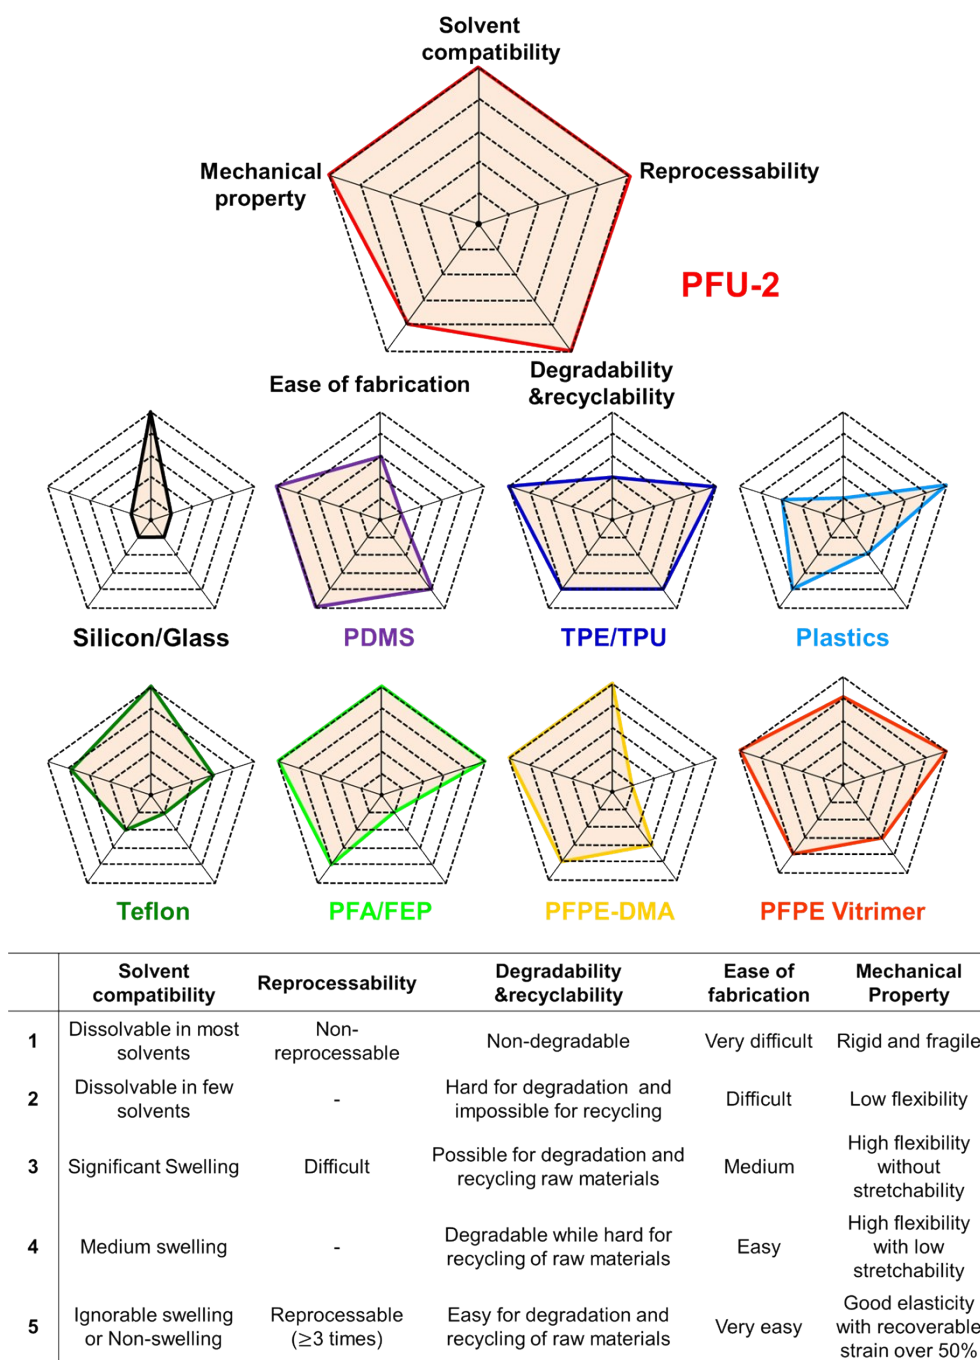 Solvent
compatibility
Mechanical
property
Reprocessability
PFU-2
Ease of fabrication
Degradability
&recyclability
Silicon/Glass
PDMS
TPE/TPU
Plastics
Teflon
PFA/FEP
PFPE-DMA
PFPE Vitrimer
Solvent
compatibility
Reprocessability
Degradability
&recyclability
Ease of
fabrication
Mechanical
Property
1
Dissolvable in most
solvents
Non-
reprocessable
Non-degradable
Very difficult
Rigid and fragile
2
Dissolvable in few
solvents
-
Hard for degradation and
impossible for recycling
Difficult
Low flexibility
3
Significant Swelling
Difficult
Possible for degradation and
recycling raw materials
Medium
High flexibility
without
stretchability
4
Medium swelling
-
Degradable while hard for
recycling of raw materials
Easy
High flexibility
with low
stretchability
5
Ignorable swelling
or Non-swelling
Reprocessable
(≥3 times)
Easy for degradation and
recycling of raw materials
Very easy
Good elasticity
with recoverable
strain over 50%